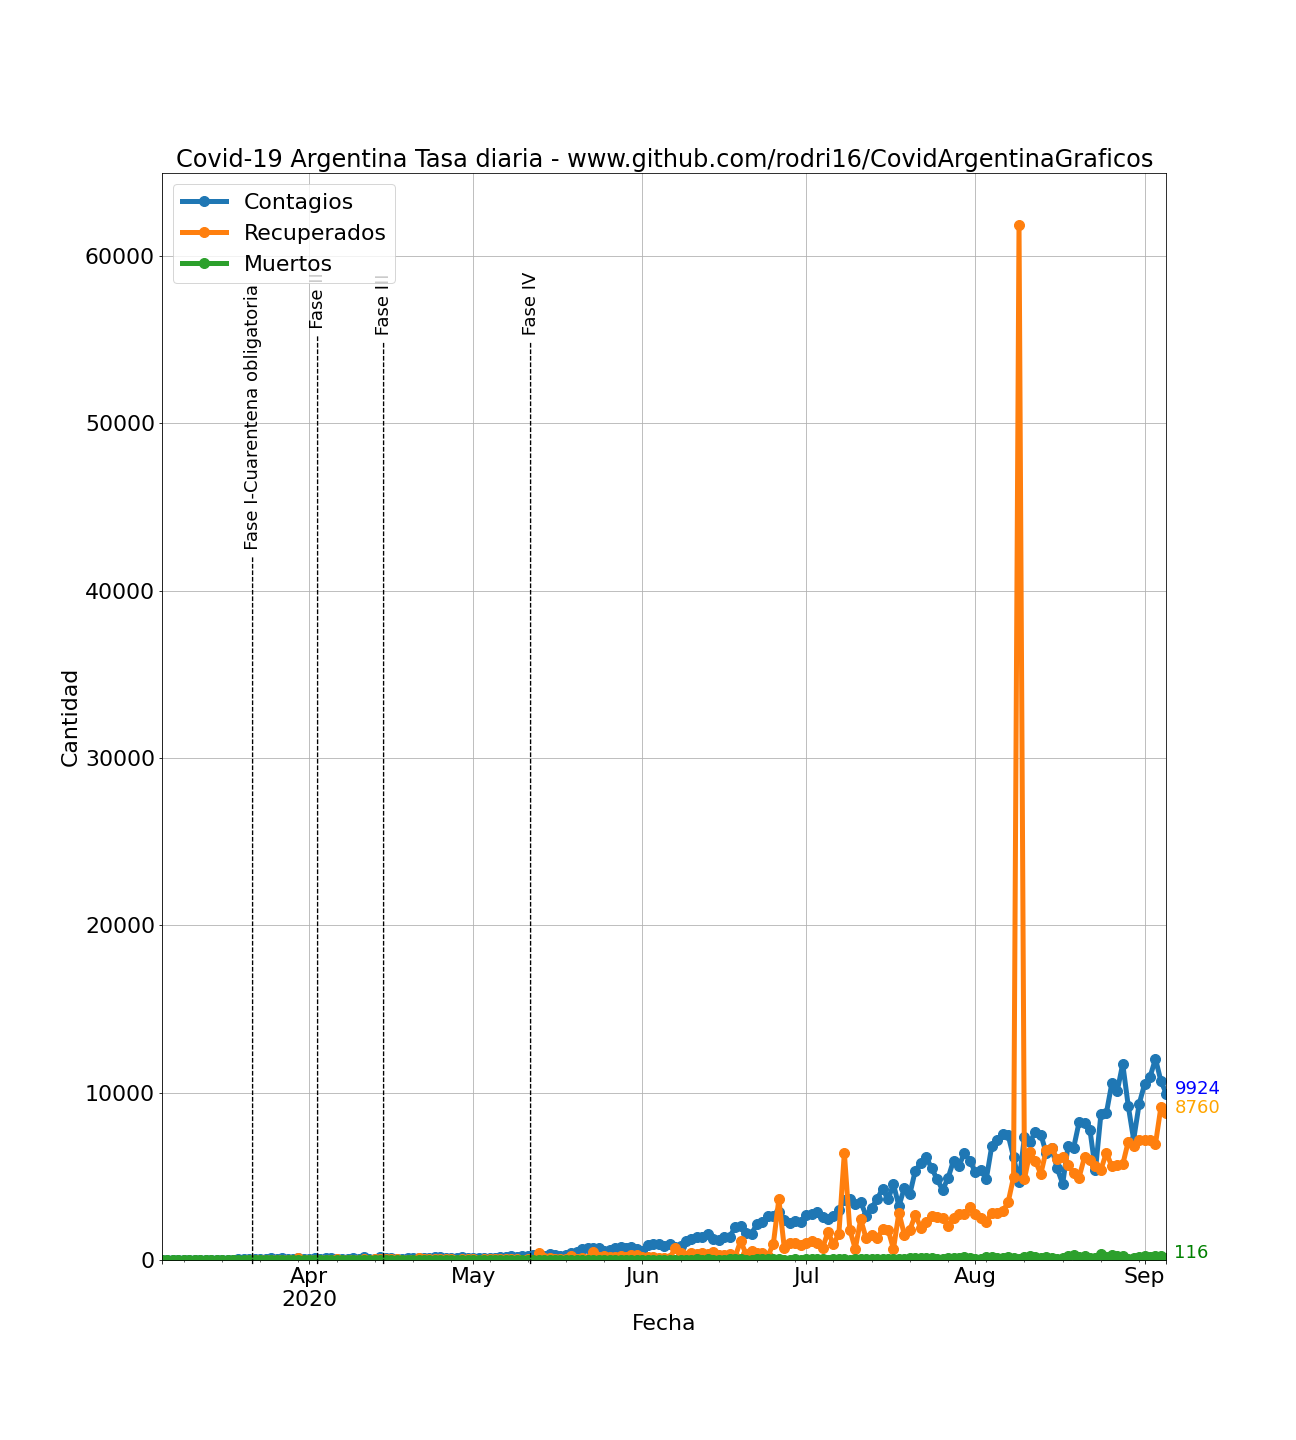 Covid-19 Argentina Tasa diaria - www.github.com/rodri16/CovidArgentinaGraficos
Contagios
Recuperados
Muertos
Fase I-Cuarentena obligatoria
Fase II
Fase III
Fase IV
60000
50000
40000
30000
20000
10000
0
Cantidad
9924
8760
116
Apr
May
Jun
Jul
Aug
Sep
2020
Fecha